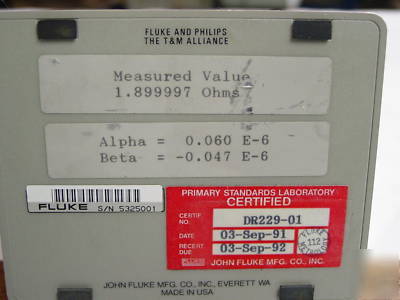 FLUKE AND PHILIPS
THE T&M ALLIANCE
Measured Value
1.899997 Ohms
Alpha = 0.060 E-6
Beta = -0.047 E-6
FLUKE S/N 5325001
PRIMARY STANDARDS LABORATORY
CERTIFIED
CERTIF NO. DR229-01
DATE 03-Sep-91
RECERT DUE 03-Sep-92
FLUKE
112
JOHN FLUKE MFG. CO., INC.
JOHN FLUKE MFG. CO., INC., EVERETT WA
MADE IN USA